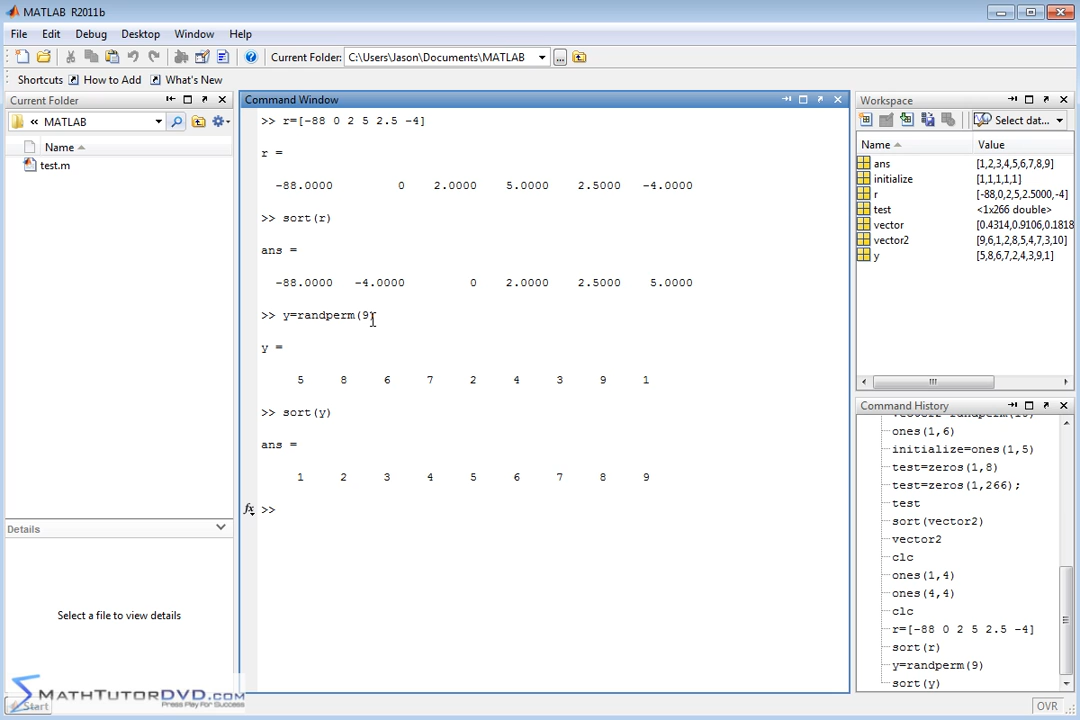 MATLAB R2011b
File Edit Debug Desktop Window Help
Current Folder: C:\Users\Jason\Documents\MATLAB ...
Shortcuts How to Add What's New
Current Folder
« MATLAB
Name
test.m
Details
Select a file to view details
Command Window
>> r=[-88 0 2 5 2.5 -4]
r =
-88.0000 0 2.0000 5.0000 2.5000 -4.0000
>> sort(r)
ans =
-88.0000 -4.0000 0 2.0000 2.5000 5.0000
>> y=randperm(9)
y =
5 8 6 7 2 4 3 9 1
>> sort(y)
ans =
1 2 3 4 5 6 7 8 9
fx >>
Workspace
Select dat...
Name Value
ans [1,2,3,4,5,6,7,8,9]
initialize [1,1,1,1,1]
r [-88,0,2,5,2.5000,-4]
test <1x266 double>
vector [0.4314,0.9106,0.1818
vector2 [9,6,1,2,8,5,4,7,3,10]
y [5,8,6,7,2,4,3,9,1]
Command History
ones(1,6)
initialize=ones(1,5)
test=zeros(1,8)
test=zeros(1,266);
test
sort(vector2)
vector2
clc
ones(1,4)
ones(4,4)
clc
r=[-88 0 2 5 2.5 -4]
sort(r)
y=randperm(9)
sort(y)
MathTutorDVD.com
Press Play For Success
Start
OVR